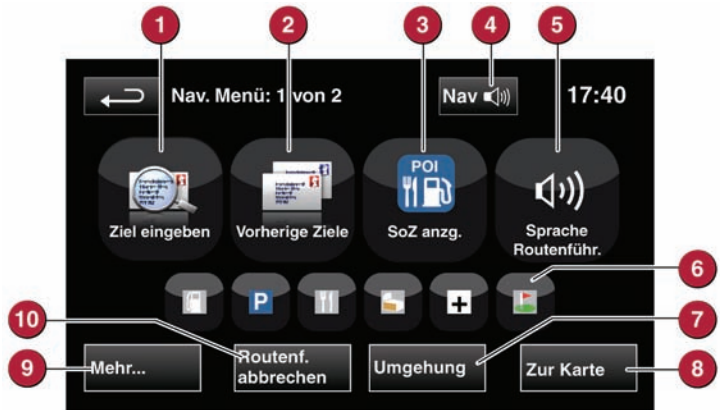 1
2
3
4
5
Nav. Menü: 1 von 2
Nav
17:40
POI
Ziel eingeben
Vorherige Ziele
SoZ anzg.
Sprache
Routenführ.
P
6
10
7
9
Mehr...
Routenf.
abbrechen
Umgehung
Zur Karte
8